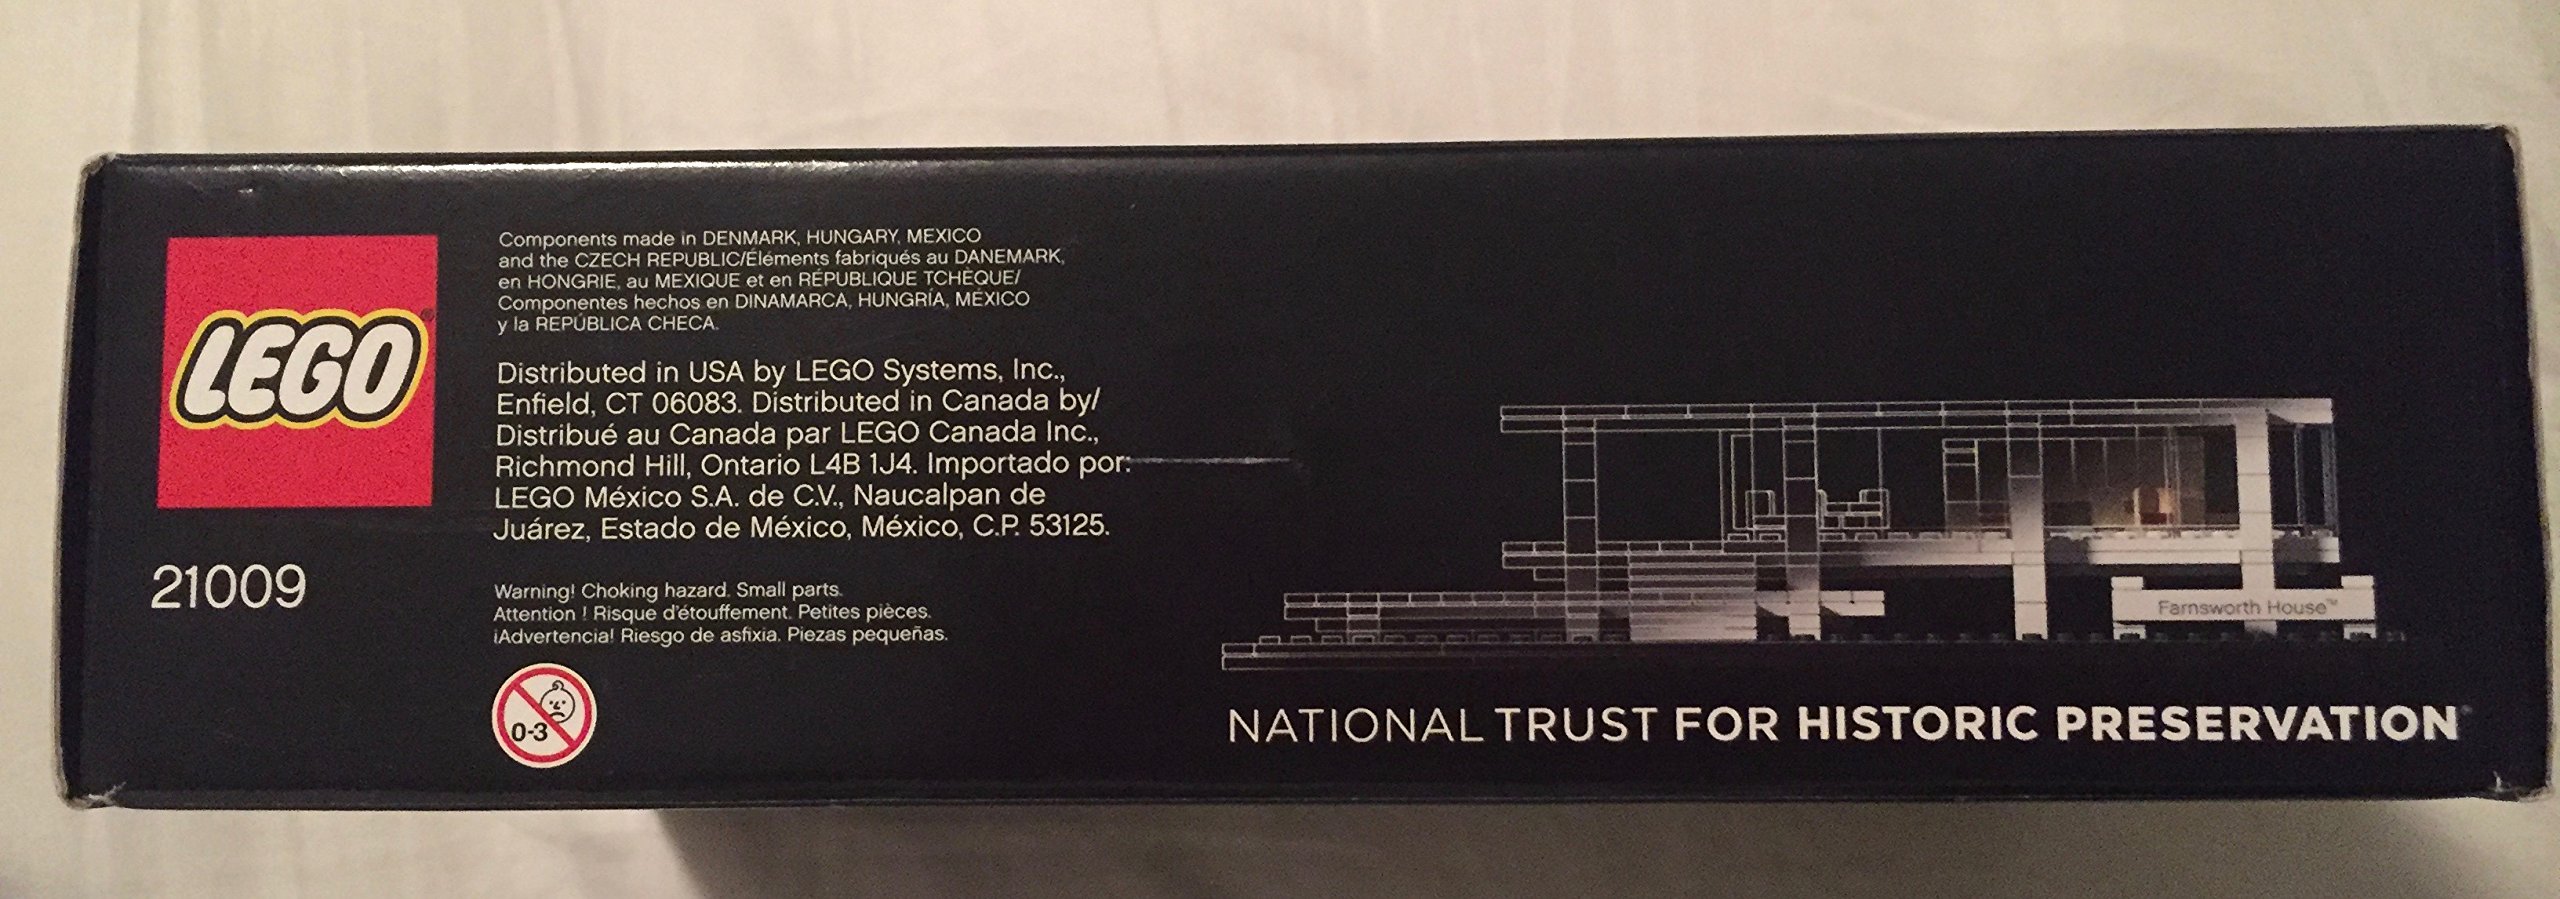 LEGO®
21009
Components made in DENMARK, HUNGARY, MEXICO
and the CZECH REPUBLIC/Éléments fabriqués au DANEMARK,
en HONGRIE, au MEXIQUE et en RÉPUBLIQUE TCHÈQUE/
Componentes hechos en DINAMARCA, HUNGRÍA, MÉXICO
y la REPÚBLICA CHECA.
Distributed in USA by LEGO Systems, Inc.,
Enfield, CT 06083. Distributed in Canada by/
Distribué au Canada par LEGO Canada Inc.,
Richmond Hill, Ontario L4B 1J4. Importado por:
LEGO México S.A. de C.V., Naucalpan de
Juárez, Estado de México, México, C.P. 53125.
Warning! Choking hazard. Small parts.
Attention ! Risque d'étouffement. Petites pièces.
¡Advertencia! Riesgo de asfixia. Piezas pequeñas.
0-3
Farnsworth House™
NATIONAL TRUST FOR HISTORIC PRESERVATION®